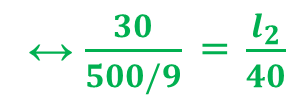 ↔ 30 / (500/9) = l₂ / 40